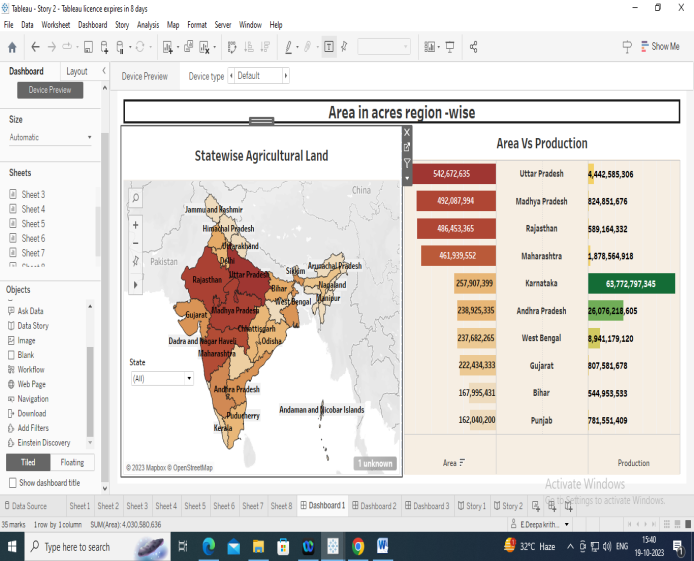 Tableau - Story 2 - Tableau licence expires in 8 days
File Data Worksheet Dashboard Story Analysis Map Format Server Window Help
Show Me
Dashboard Layout
Device Preview Device type Default
Device Preview
Size
Automatic
Sheets
Sheet 3
Sheet 4
Sheet 5
Sheet 6
Sheet 7
Objects
Ask Data
Data Story
Image
Blank
Workflow
Web Page
Navigation
Download
Add Filters
Einstein Discovery
Tiled Floating
Show dashboard title
Area in acres region -wise
Statewise Agricultural Land
China
Jammu and Kashmir
Himachal Pradesh
Uttarakhand
Pakistan
Delhi
Arunachal Pradesh
Sikkim
Uttar Pradesh
Rajasthan
Nagaland
Bihar
Manipur
West Bengal
Madhya Pradesh
Gujarat
Chhattisgarh
Dadra and Nagar Haveli
Odisha
Maharashtra
State
(All)
Andhra Pradesh
Andaman and Nicobar Islands
Puducherry
Kerala
© 2023 Mapbox © OpenStreetMap
1 unknown
Area Vs Production
542,672,635 Uttar Pradesh 4,442,585,306
492,087,994 Madhya Pradesh 824,851,676
486,453,365 Rajasthan 589,164,332
461,939,552 Maharashtra 1,878,564,918
257,907,399 Karnataka 63,772,797,345
238,925,335 Andhra Pradesh 26,076,218,605
237,682,265 West Bengal 8,941,179,120
222,434,333 Gujarat 807,581,678
167,995,431 Bihar 544,953,533
162,040,200 Punjab 781,551,409
Area Production
Activate Windows
Go to Settings to activate Windows.
Data Source Sheet 1 Sheet 2 Sheet 3 Sheet 4 Sheet 5 Sheet 6 Sheet 7 Sheet 8 Dashboard 1 Dashboard 2 Dashboard 3 Story 1 Story 2
35 marks 1 row by 1 column SUM(Area): 4,030,580,636 E.Deepa krith...
Type here to search 32°C Haze ENG 15:40
19-10-2023